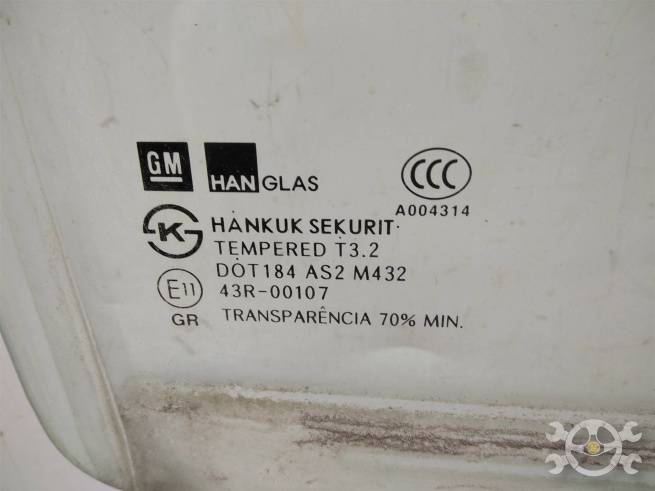 GM HANGLAS CCC
A004314
K HANKUK SEKURIT
TEMPERED T3.2
DOT184 AS2 M432
E11 43R-00107
GR TRANSPARÊNCIA 70% MIN.